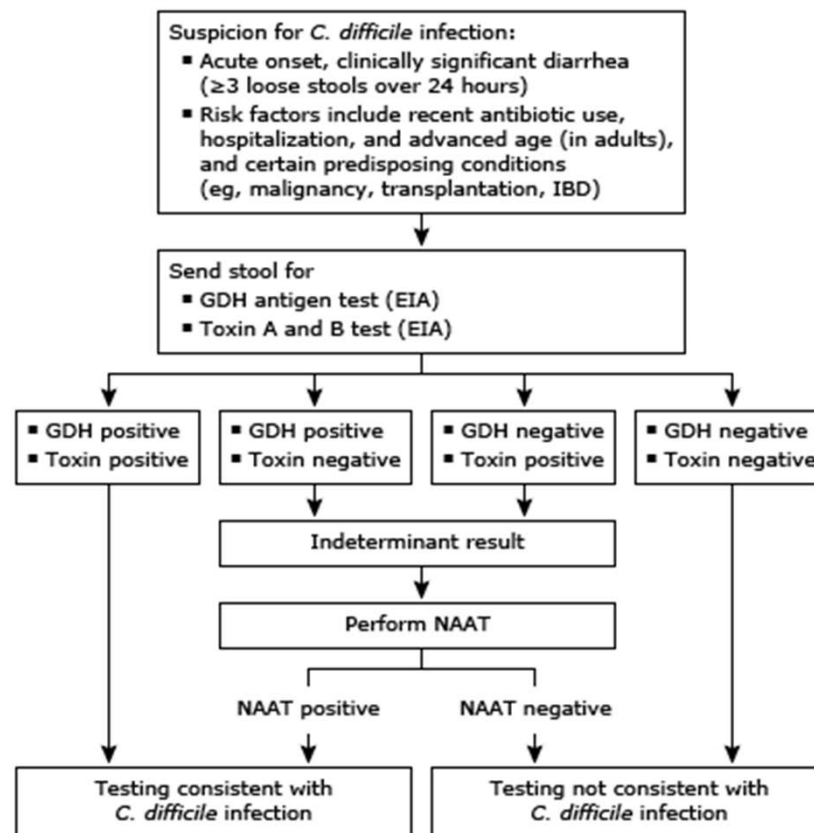 Suspicion for C. difficile infection:
▪ Acute onset, clinically significant diarrhea
(≥3 loose stools over 24 hours)
▪ Risk factors include recent antibiotic use,
hospitalization, and advanced age (in adults),
and certain predisposing conditions
(eg, malignancy, transplantation, IBD)
Send stool for
▪ GDH antigen test (EIA)
▪ Toxin A and B test (EIA)
▪ GDH positive
▪ Toxin positive
▪ GDH positive
▪ Toxin negative
▪ GDH negative
▪ Toxin positive
▪ GDH negative
▪ Toxin negative
Indeterminant result
Perform NAAT
NAAT positive
NAAT negative
Testing consistent with
C. difficile infection
Testing not consistent with
C. difficile infection